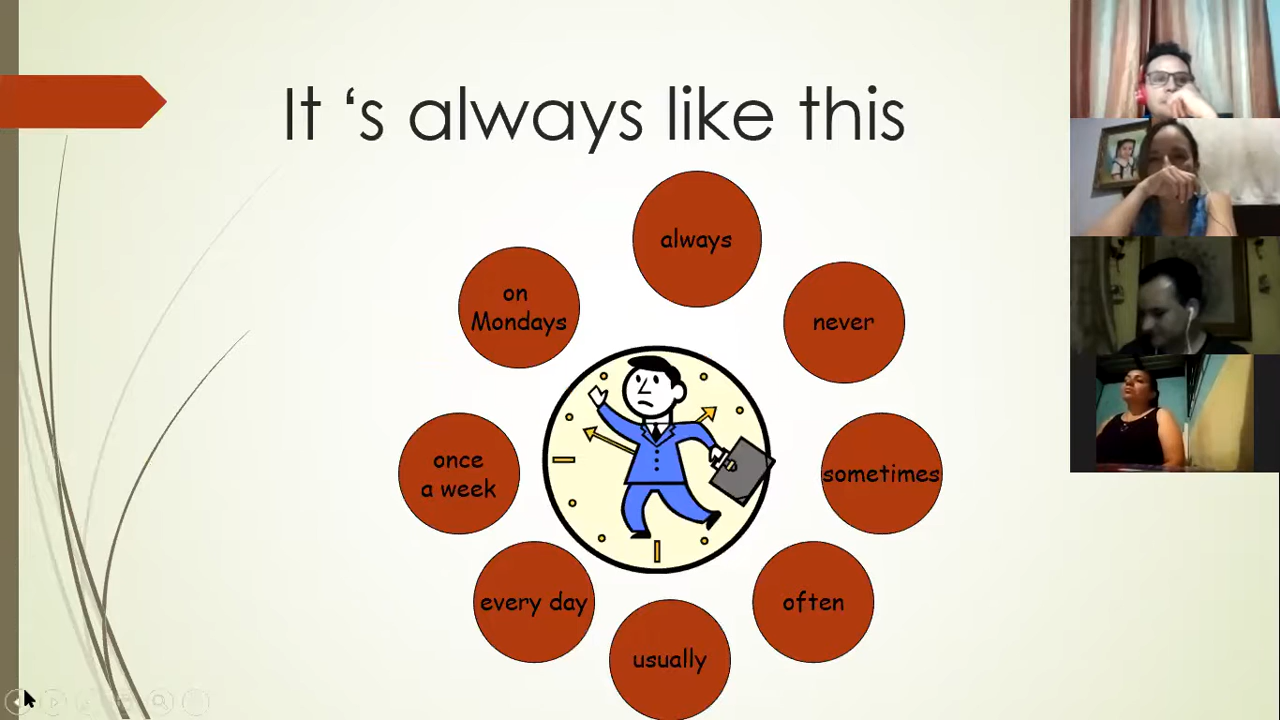 It ‘s always like this
always
on
Mondays
never
once
a week
sometimes
every day
often
usually